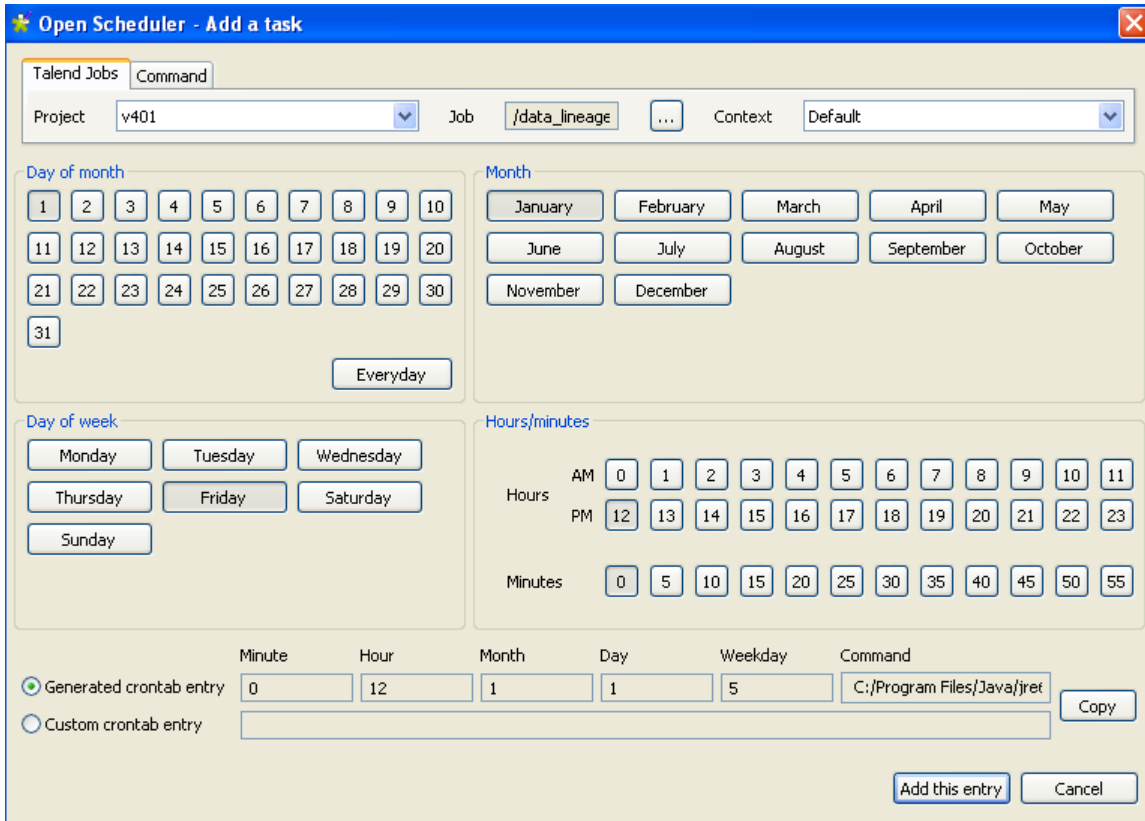 Open Scheduler - Add a task
Talend Jobs Command
Project v401 Job /data_lineage ... Context Default
Day of month
1 2 3 4 5 6 7 8 9 10
11 12 13 14 15 16 17 18 19 20
21 22 23 24 25 26 27 28 29 30
31
Everyday
Month
January February March April May
June July August September October
November December
Day of week
Monday Tuesday Wednesday
Thursday Friday Saturday
Sunday
Hours/minutes
Hours
AM 0 1 2 3 4 5 6 7 8 9 10 11
PM 12 13 14 15 16 17 18 19 20 21 22 23
Minutes 0 5 10 15 20 25 30 35 40 45 50 55
Minute Hour Month Day Weekday Command
Generated crontab entry 0 12 1 1 5 C:/Program Files/Java/jre
Custom crontab entry
Copy
Add this entry Cancel